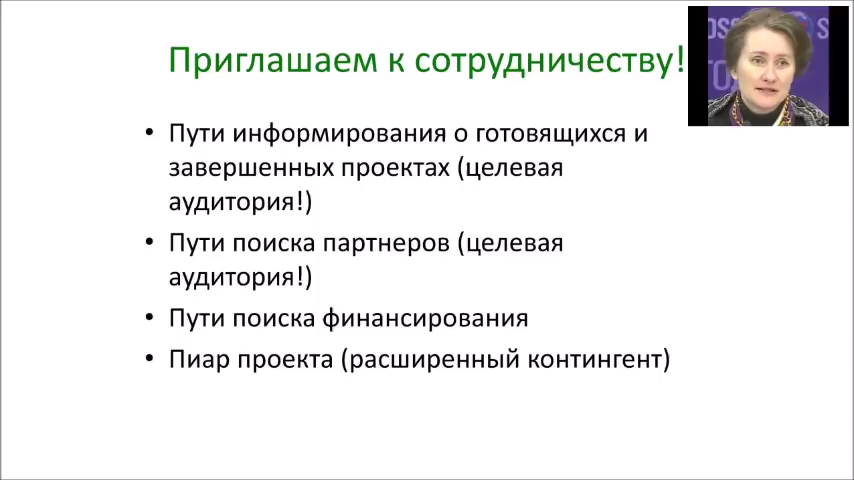 Приглашаем к сотрудничеству!
• Пути информирования о готовящихся и
завершенных проектах (целевая
аудитория!)
• Пути поиска партнеров (целевая
аудитория!)
• Пути поиска финансирования
• Пиар проекта (расширенный контингент)